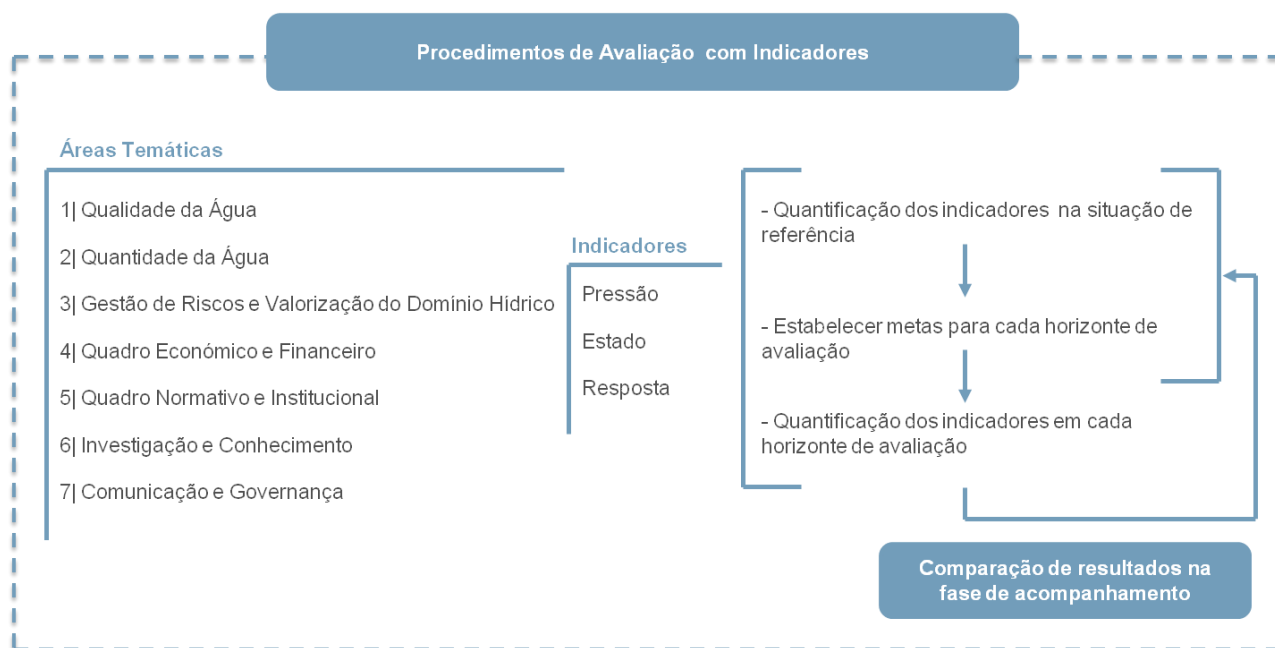 Procedimentos de Avaliação com Indicadores
Áreas Temáticas
1| Qualidade da Água
2| Quantidade da Água
3| Gestão de Riscos e Valorização do Domínio Hídrico
4| Quadro Económico e Financeiro
5| Quadro Normativo e Institucional
6| Investigação e Conhecimento
7| Comunicação e Governança
Indicadores
Pressão
Estado
Resposta
- Quantificação dos indicadores na situação de
referência
- Estabelecer metas para cada horizonte de
avaliação
- Quantificação dos indicadores em cada
horizonte de avaliação
Comparação de resultados na
fase de acompanhamento